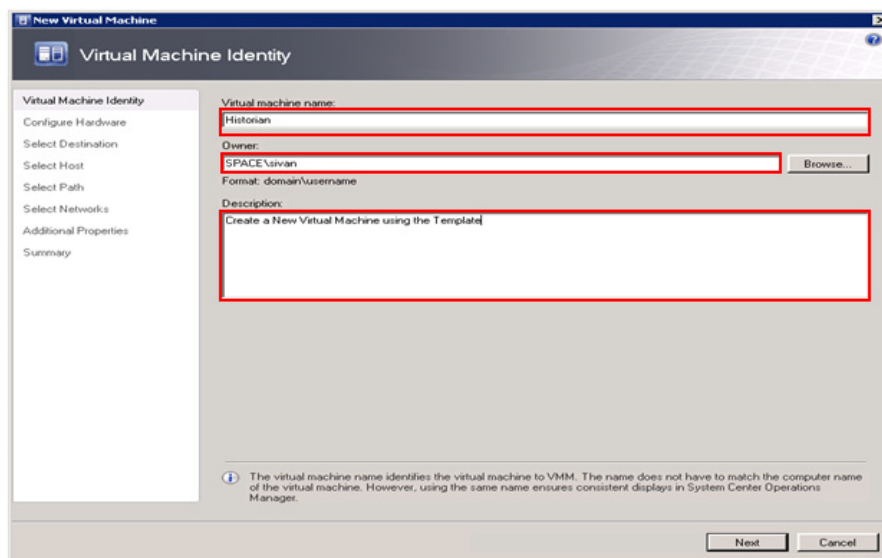 New Virtual Machine
Virtual Machine Identity
Virtual Machine Identity
Configure Hardware
Select Destination
Select Host
Select Path
Select Networks
Additional Properties
Summary
Virtual machine name:
Historian
Owner:
SPACE\sivan
Browse...
Format: domain\username
Description:
Create a New Virtual Machine using the Template
The virtual machine name identifies the virtual machine to VMM. The name does not have to match the computer name
of the virtual machine. However, using the same name ensures consistent displays in System Center Operations
Manager.
Next
Cancel